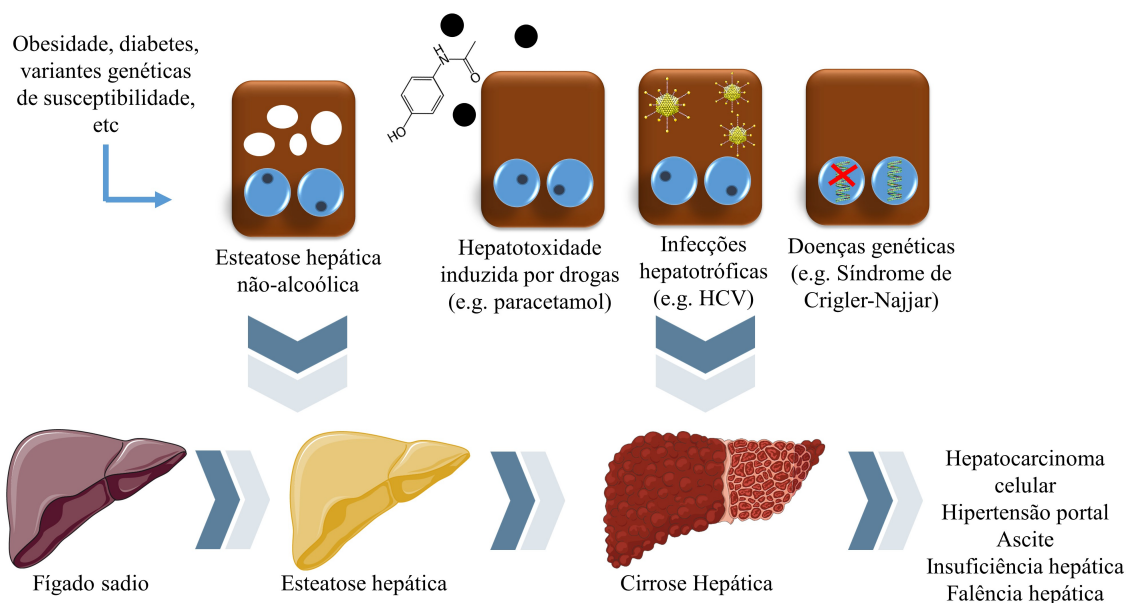 Obesidade, diabetes,
variantes genéticas
de susceptibilidade,
etc
H
N
O
HO
Esteatose hepática
não-alcoólica
Hepatotoxidade
induzida por drogas
(e.g. paracetamol)
Infecções
hepatotróficas
(e.g. HCV)
Doenças genéticas
(e.g. Síndrome de
Crigler-Najjar)
Fígado sadio
Esteatose hepática
Cirrose Hepática
Hepatocarcinoma
celular
Hipertensão portal
Ascite
Insuficiência hepática
Falência hepática